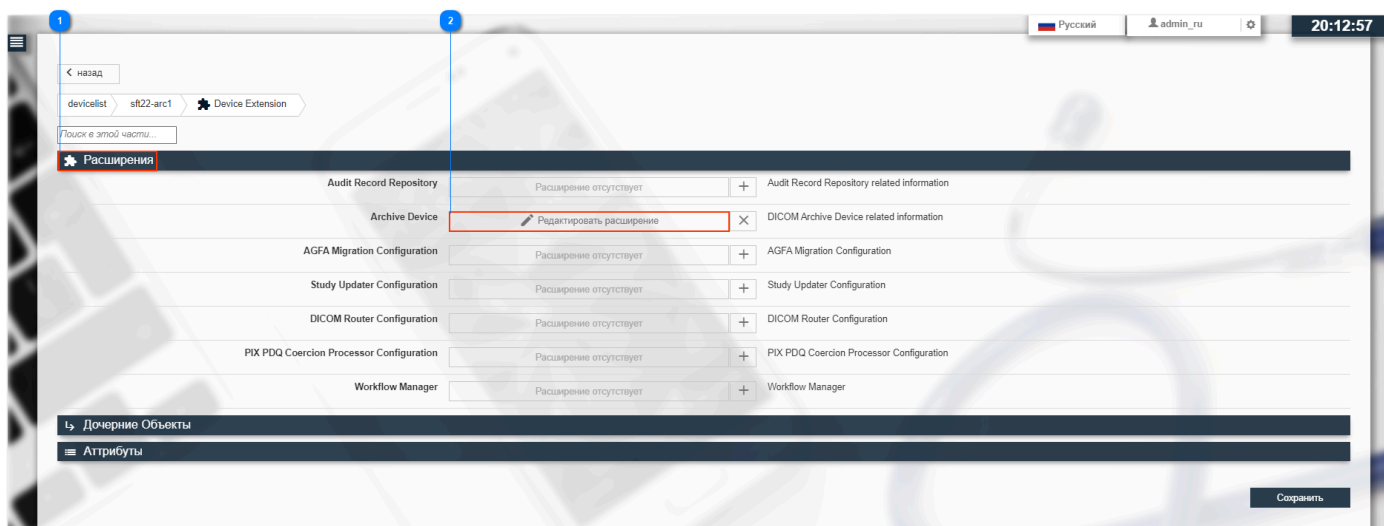 1
2
Русский
admin_ru
20:12:57
назад
devicelist
sft22-arc1
Device Extension
Поиск в этой части...
Расширения
Audit Record Repository
Расширение отсутствует
+
Audit Record Repository related information
Archive Device
Редактировать расширение
DICOM Archive Device related information
AGFA Migration Configuration
Расширение отсутствует
+
AGFA Migration Configuration
Study Updater Configuration
Расширение отсутствует
+
Study Updater Configuration
DICOM Router Configuration
Расширение отсутствует
+
DICOM Router Configuration
PIX PDQ Coercion Processor Configuration
Расширение отсутствует
+
PIX PDQ Coercion Processor Configuration
Workflow Manager
Расширение отсутствует
+
Workflow Manager
Дочерние Объекты
Аттрибуты
Сохранить